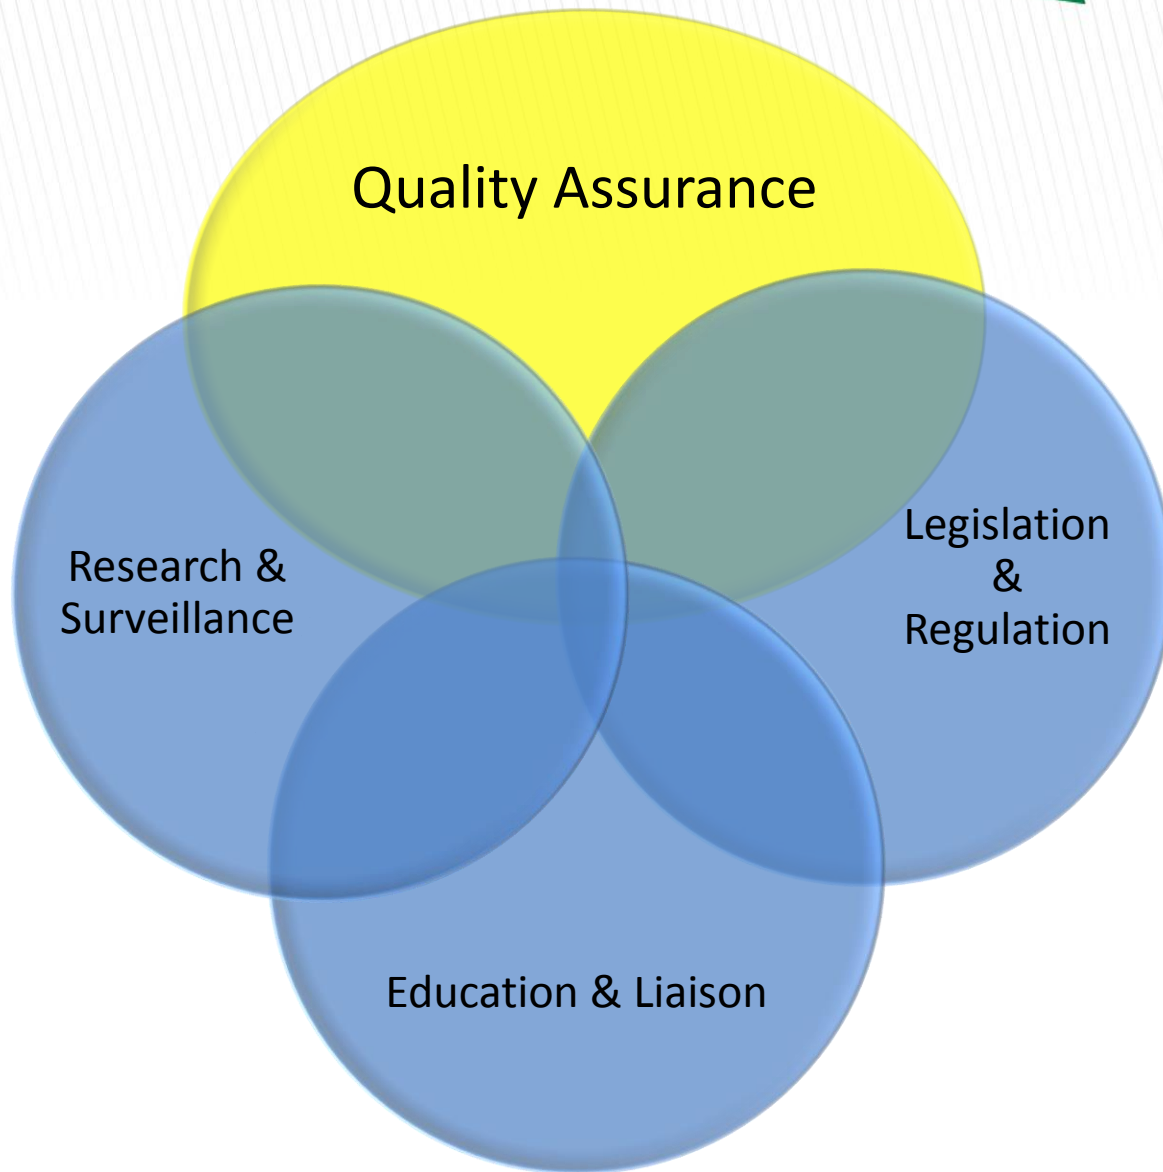 Quality Assurance
Research &
Surveillance
Legislation
&
Regulation
Education & Liaison